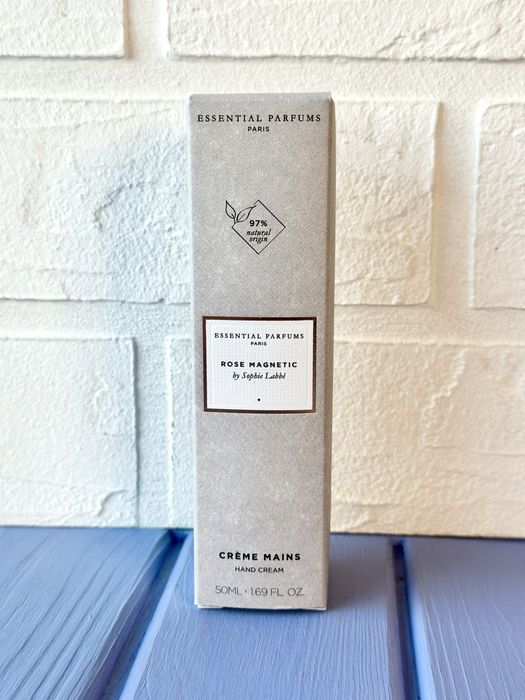 ESSENTIAL PARFUMS
PARIS
97%
natural
origin
ESSENTIAL PARFUMS
PARIS
ROSE MAGNETIC
by Sophie Labbé
CRÈME MAINS
HAND CREAM
50ML · 1.69 FL. OZ.